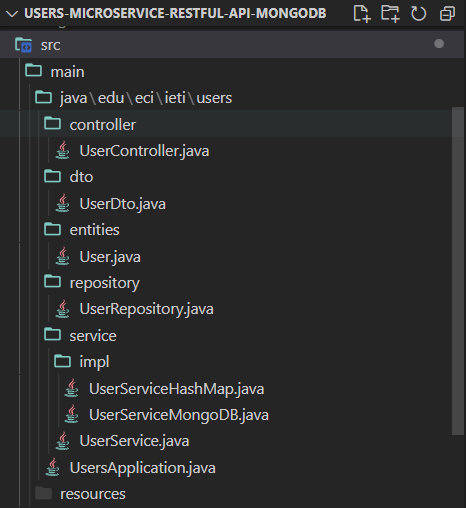 USERS-MICROSERVICE-RESTFUL-API-MONGODB
src
main
java\edu\eci\ieti\users
controller
UserController.java
dto
UserDto.java
entities
User.java
repository
UserRepository.java
service
impl
UserServiceHashMap.java
UserServiceMongoDB.java
UserService.java
UsersApplication.java
resources